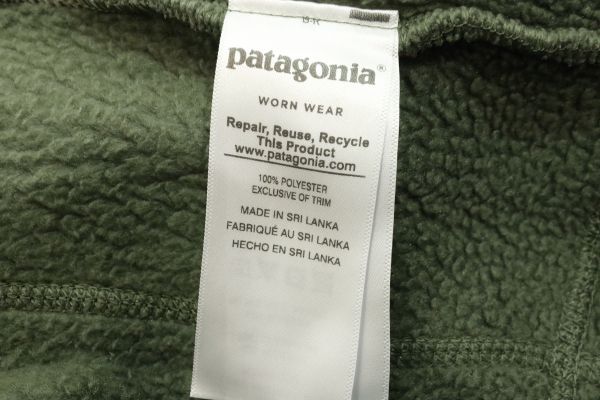 patagonia®
WORN WEAR
Repair, Reuse, Recycle
This Product
www.patagonia.com
100% POLYESTER
EXCLUSIVE OF TRIM
MADE IN SRI LANKA
FABRIQUÉ AU SRI LANKA
HECHO EN SRI LANKA